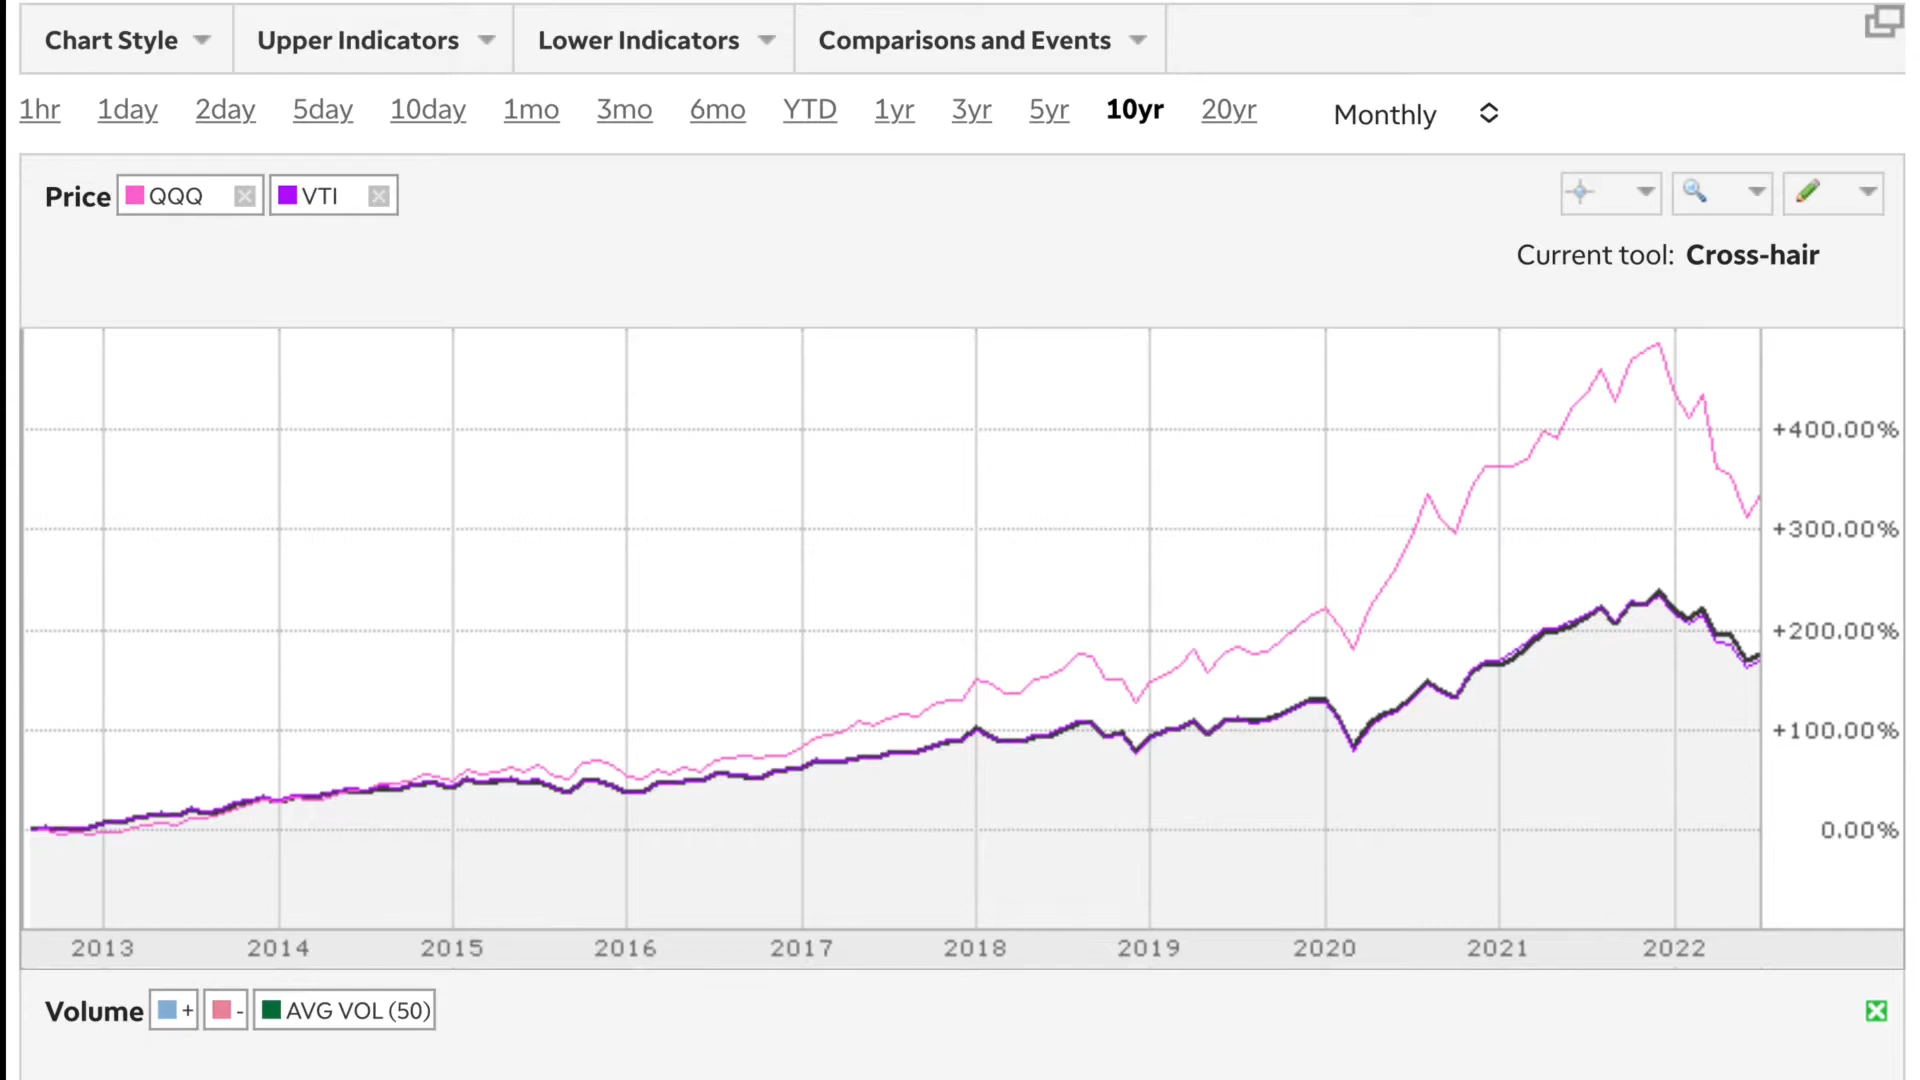 Chart Style Upper Indicators Lower Indicators Comparisons and Events
1hr 1day 2day 5day 10day 1mo 3mo 6mo YTD 1yr 3yr 5yr 10yr 20yr Monthly
Price QQQ VTI
Current tool: Cross-hair
+400.00%
+300.00%
+200.00%
+100.00%
0.00%
2013 2014 2015 2016 2017 2018 2019 2020 2021 2022
Volume + - AVG VOL (50)